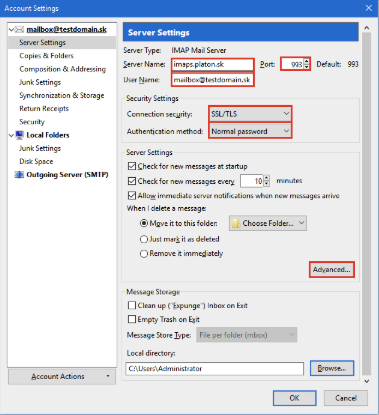 Account Settings
mailbox@testdomain.sk
Server Settings
Copies & Folders
Composition & Addressing
Junk Settings
Synchronization & Storage
Return Receipts
Security
Local Folders
Junk Settings
Disk Space
Outgoing Server (SMTP)
Account Actions
Server Settings
Server Type: IMAP Mail Server
Server Name: imaps.platon.sk Port: 993 Default: 993
User Name: mailbox@testdomain.sk
Security Settings
Connection security: SSL/TLS
Authentication method: Normal password
Server Settings
Check for new messages at startup
Check for new messages every 10 minutes
Allow immediate server notifications when new messages arrive
When I delete a message:
Move it to this folder: Choose Folder...
Just mark it as deleted
Remove it immediately
Advanced...
Message Storage
Clean up ("Expunge") Inbox on Exit
Empty Trash on Exit
Message Store Type: File per folder (mbox)
Local directory:
C:\Users\Administrator Browse...
OK Cancel